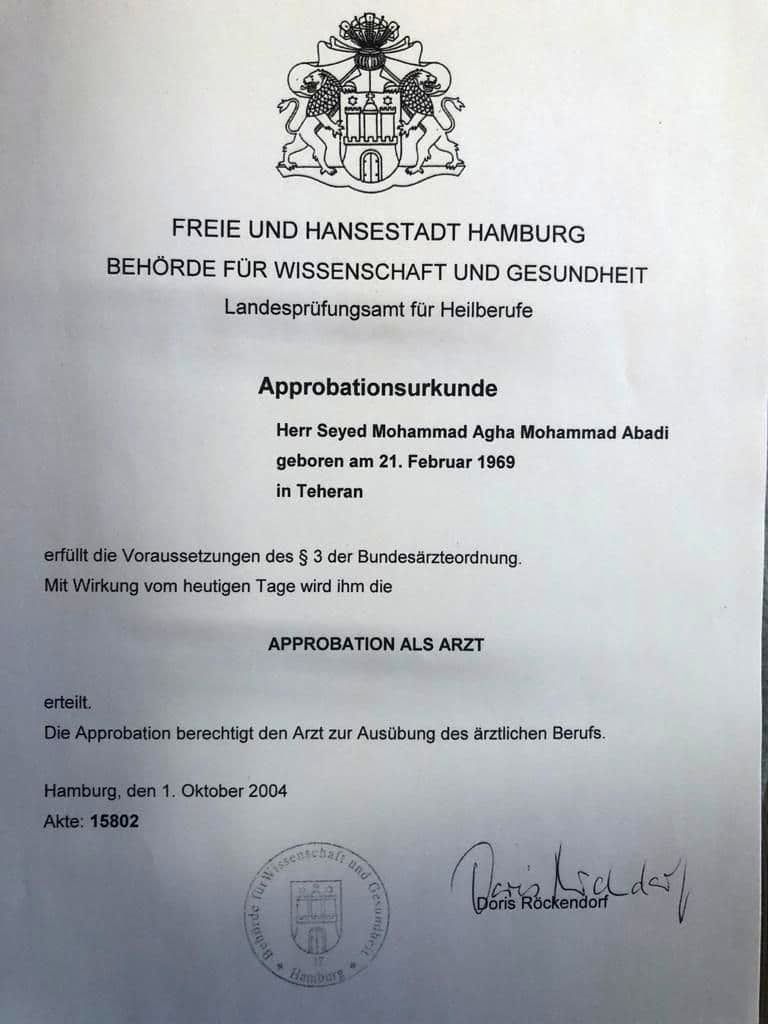 FREIE UND HANSESTADT HAMBURG
BEHÖRDE FÜR WISSENSCHAFT UND GESUNDHEIT
Landesprüfungsamt für Heilberufe
Approbationsurkunde
Herr Seyed Mohammad Agha Mohammad Abadi
geboren am 21. Februar 1969
in Teheran
erfüllt die Voraussetzungen des § 3 der Bundesärzteordnung.
Mit Wirkung vom heutigen Tage wird ihm die
APPROBATION ALS ARZT
erteilt.
Die Approbation berechtigt den Arzt zur Ausübung des ärztlichen Berufs.
Hamburg, den 1. Oktober 2004
Akte: 15802
Behörde für Wissenschaft und Gesundheit
17
Hamburg
Doris Röckendorf
Doris Röckendorf